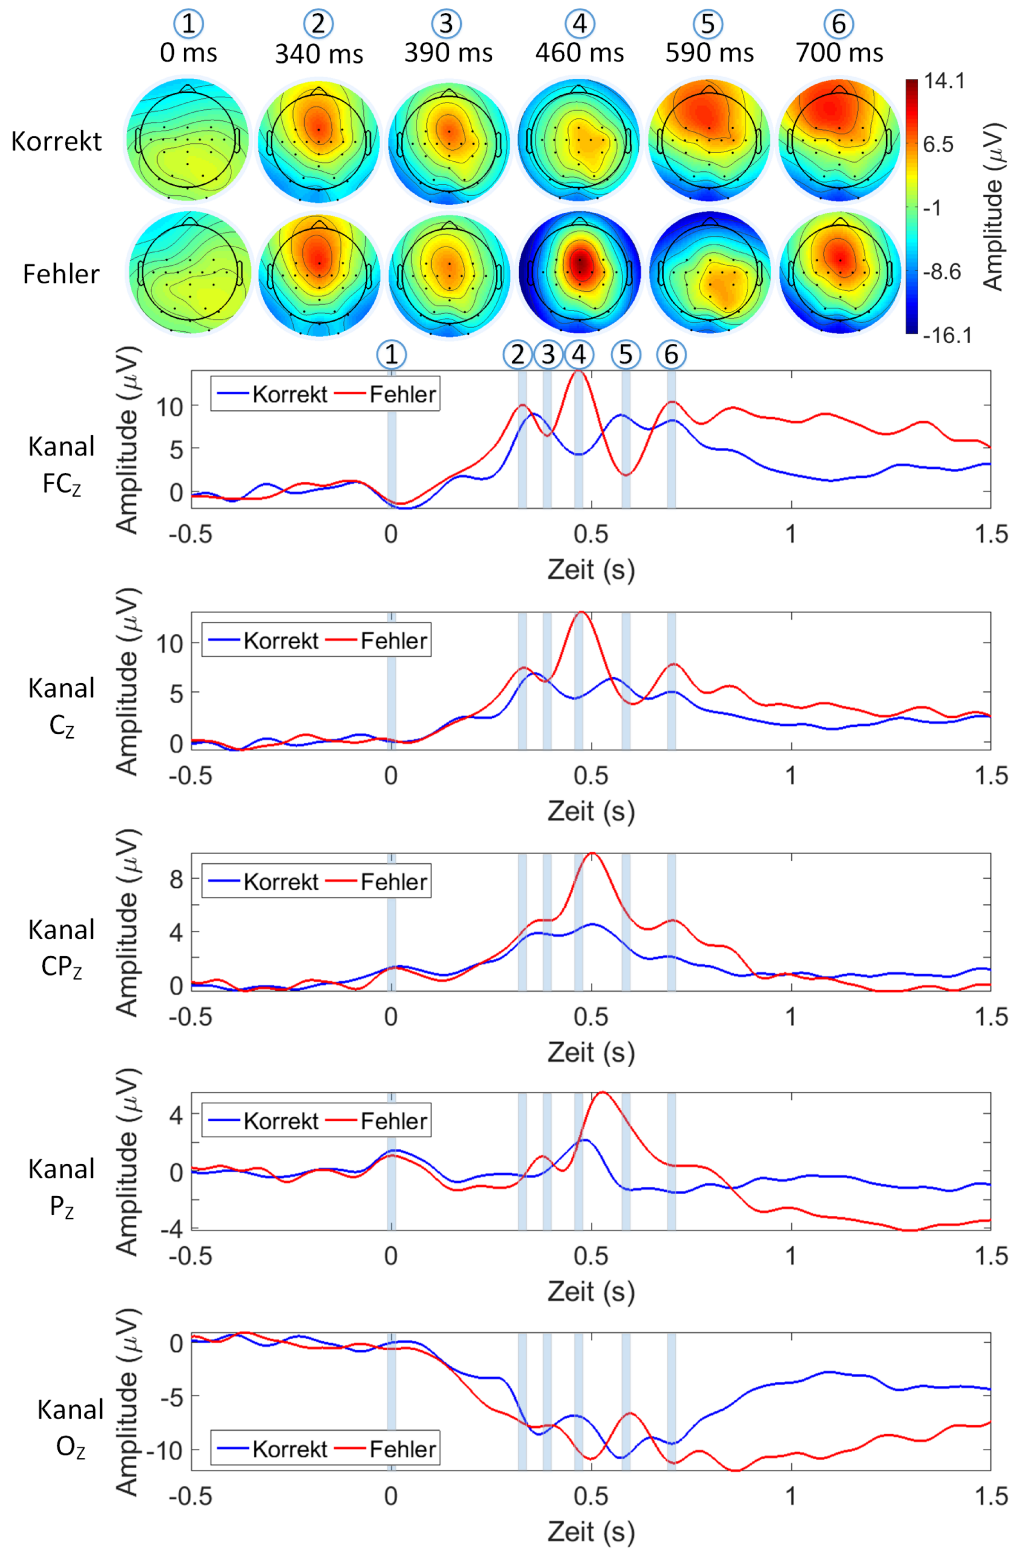 ① ② ③ ④ ⑤ ⑥
0 ms 340 ms 390 ms 460 ms 590 ms 700 ms
Korrekt
Fehler
14.1
6.5
-1
-8.6
-16.1
Amplitude (μV)
① ② ③ ④ ⑤ ⑥
Kanal
FCz
Amplitude (μV)
10
5
0
Korrekt Fehler
-0.5 0 0.5 1 1.5
Zeit (s)
Kanal
Cz
Amplitude (μV)
10
5
0
Korrekt Fehler
-0.5 0 0.5 1 1.5
Zeit (s)
Kanal
CPz
Amplitude (μV)
8
4
0
Korrekt Fehler
-0.5 0 0.5 1 1.5
Zeit (s)
Kanal
Pz
Amplitude (μV)
4
0
-4
Korrekt Fehler
-0.5 0 0.5 1 1.5
Zeit (s)
Kanal
Oz
Amplitude (μV)
0
-5
-10
Korrekt Fehler
-0.5 0 0.5 1 1.5
Zeit (s)